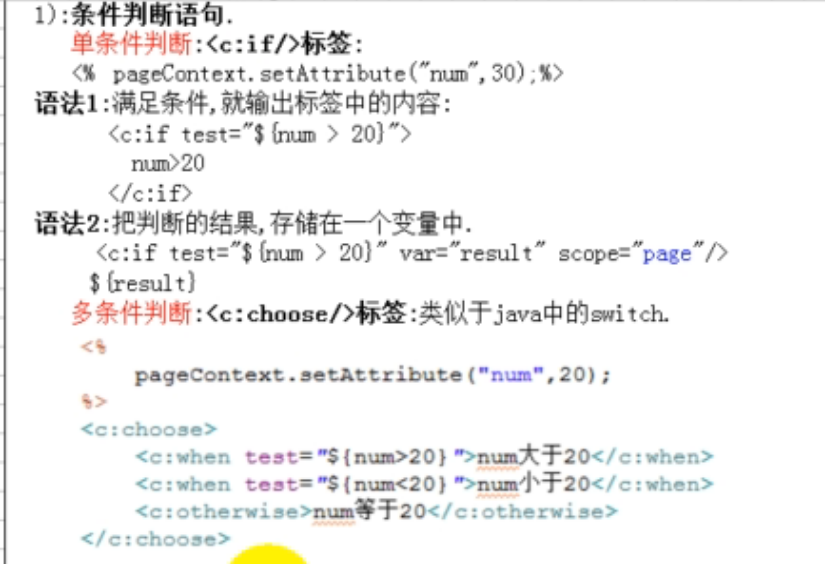 1):条件判断语句.
单条件判断:<c:if/>标签:
<% pageContext.setAttribute("num",30);%>
语法1:满足条件,就输出标签中的内容:
<c:if test="${num > 20}">
num>20
</c:if>
语法2:把判断的结果,存储在一个变量中.
<c:if test="${num > 20}" var="result" scope="page"/>
${result}
多条件判断:<c:choose/>标签:类似于java中的switch.
<%
pageContext.setAttribute("num",20);
%>
<c:choose>
<c:when test="${num>20}">num大于20</c:when>
<c:when test="${num<20}">num小于20</c:when>
<c:otherwise>num等于20</c:otherwise>
</c:choose>